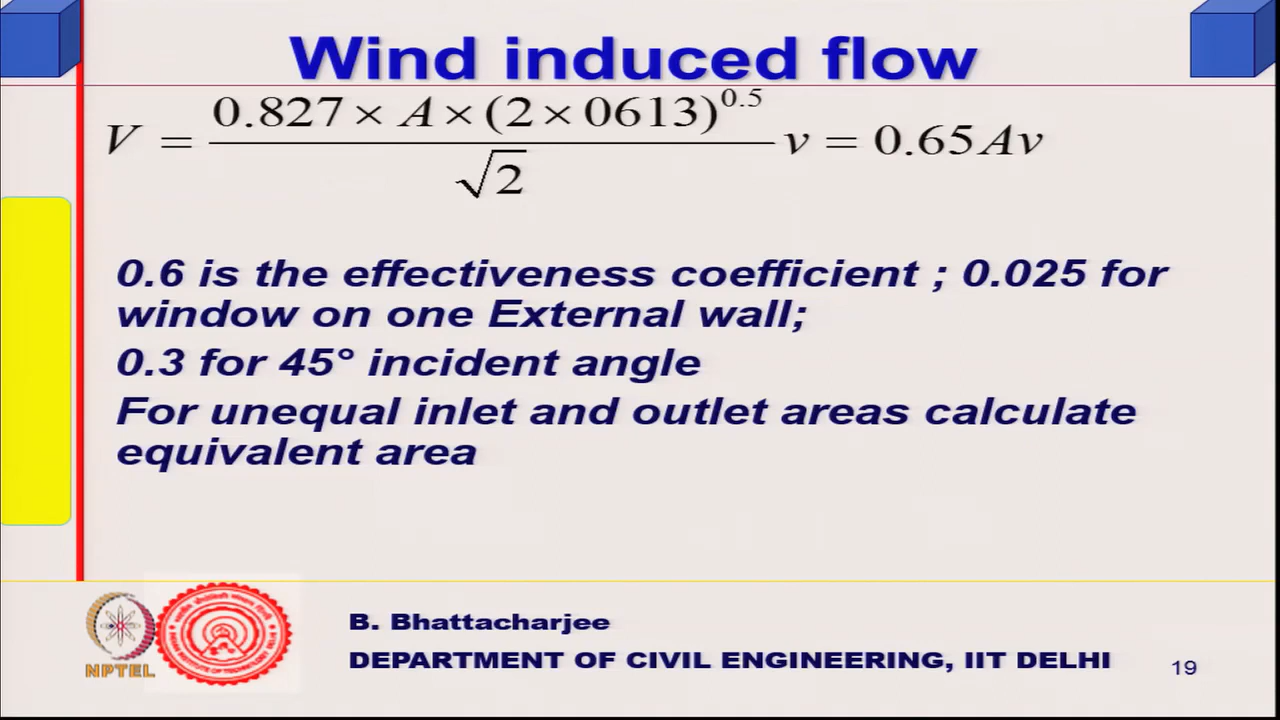 Wind induced flow
V = \frac{0.827 × A × (2 × 0613)^{0.5}}{\sqrt{2}} v = 0.65 Av
0.6 is the effectiveness coefficient ; 0.025 for
window on one External wall;
0.3 for 45° incident angle
For unequal inlet and outlet areas calculate
equivalent area
NPTEL
B. Bhattacharjee
DEPARTMENT OF CIVIL ENGINEERING, IIT DELHI
19